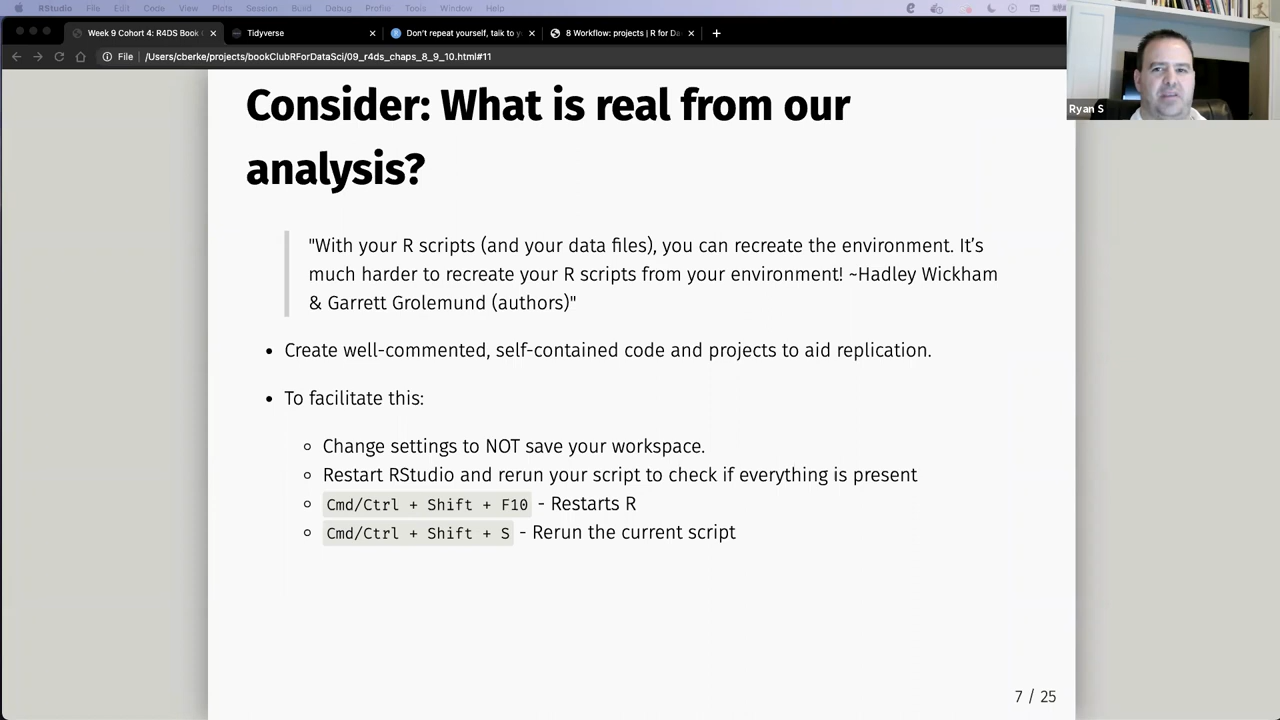 RStudio File Edit Code View Plots Session Build Debug Profile Tools Window Help
Week 9 Cohort 4: R4DS Book Tidyverse Don't repeat yourself, talk to y 8 Workflow: projects | R for Da
File /Users/cberke/projects/bookClubRForDataSci/09_r4ds_chaps_8_9_10.html#11
Ryan S
Consider: What is real from our
analysis?
"With your R scripts (and your data files), you can recreate the environment. It's
much harder to recreate your R scripts from your environment! ~Hadley Wickham
& Garrett Grolemund (authors)"
• Create well-commented, self-contained code and projects to aid replication.
• To facilitate this:
◦ Change settings to NOT save your workspace.
◦ Restart RStudio and rerun your script to check if everything is present
◦ Cmd/Ctrl + Shift + F10 - Restarts R
◦ Cmd/Ctrl + Shift + S - Rerun the current script
7 / 25